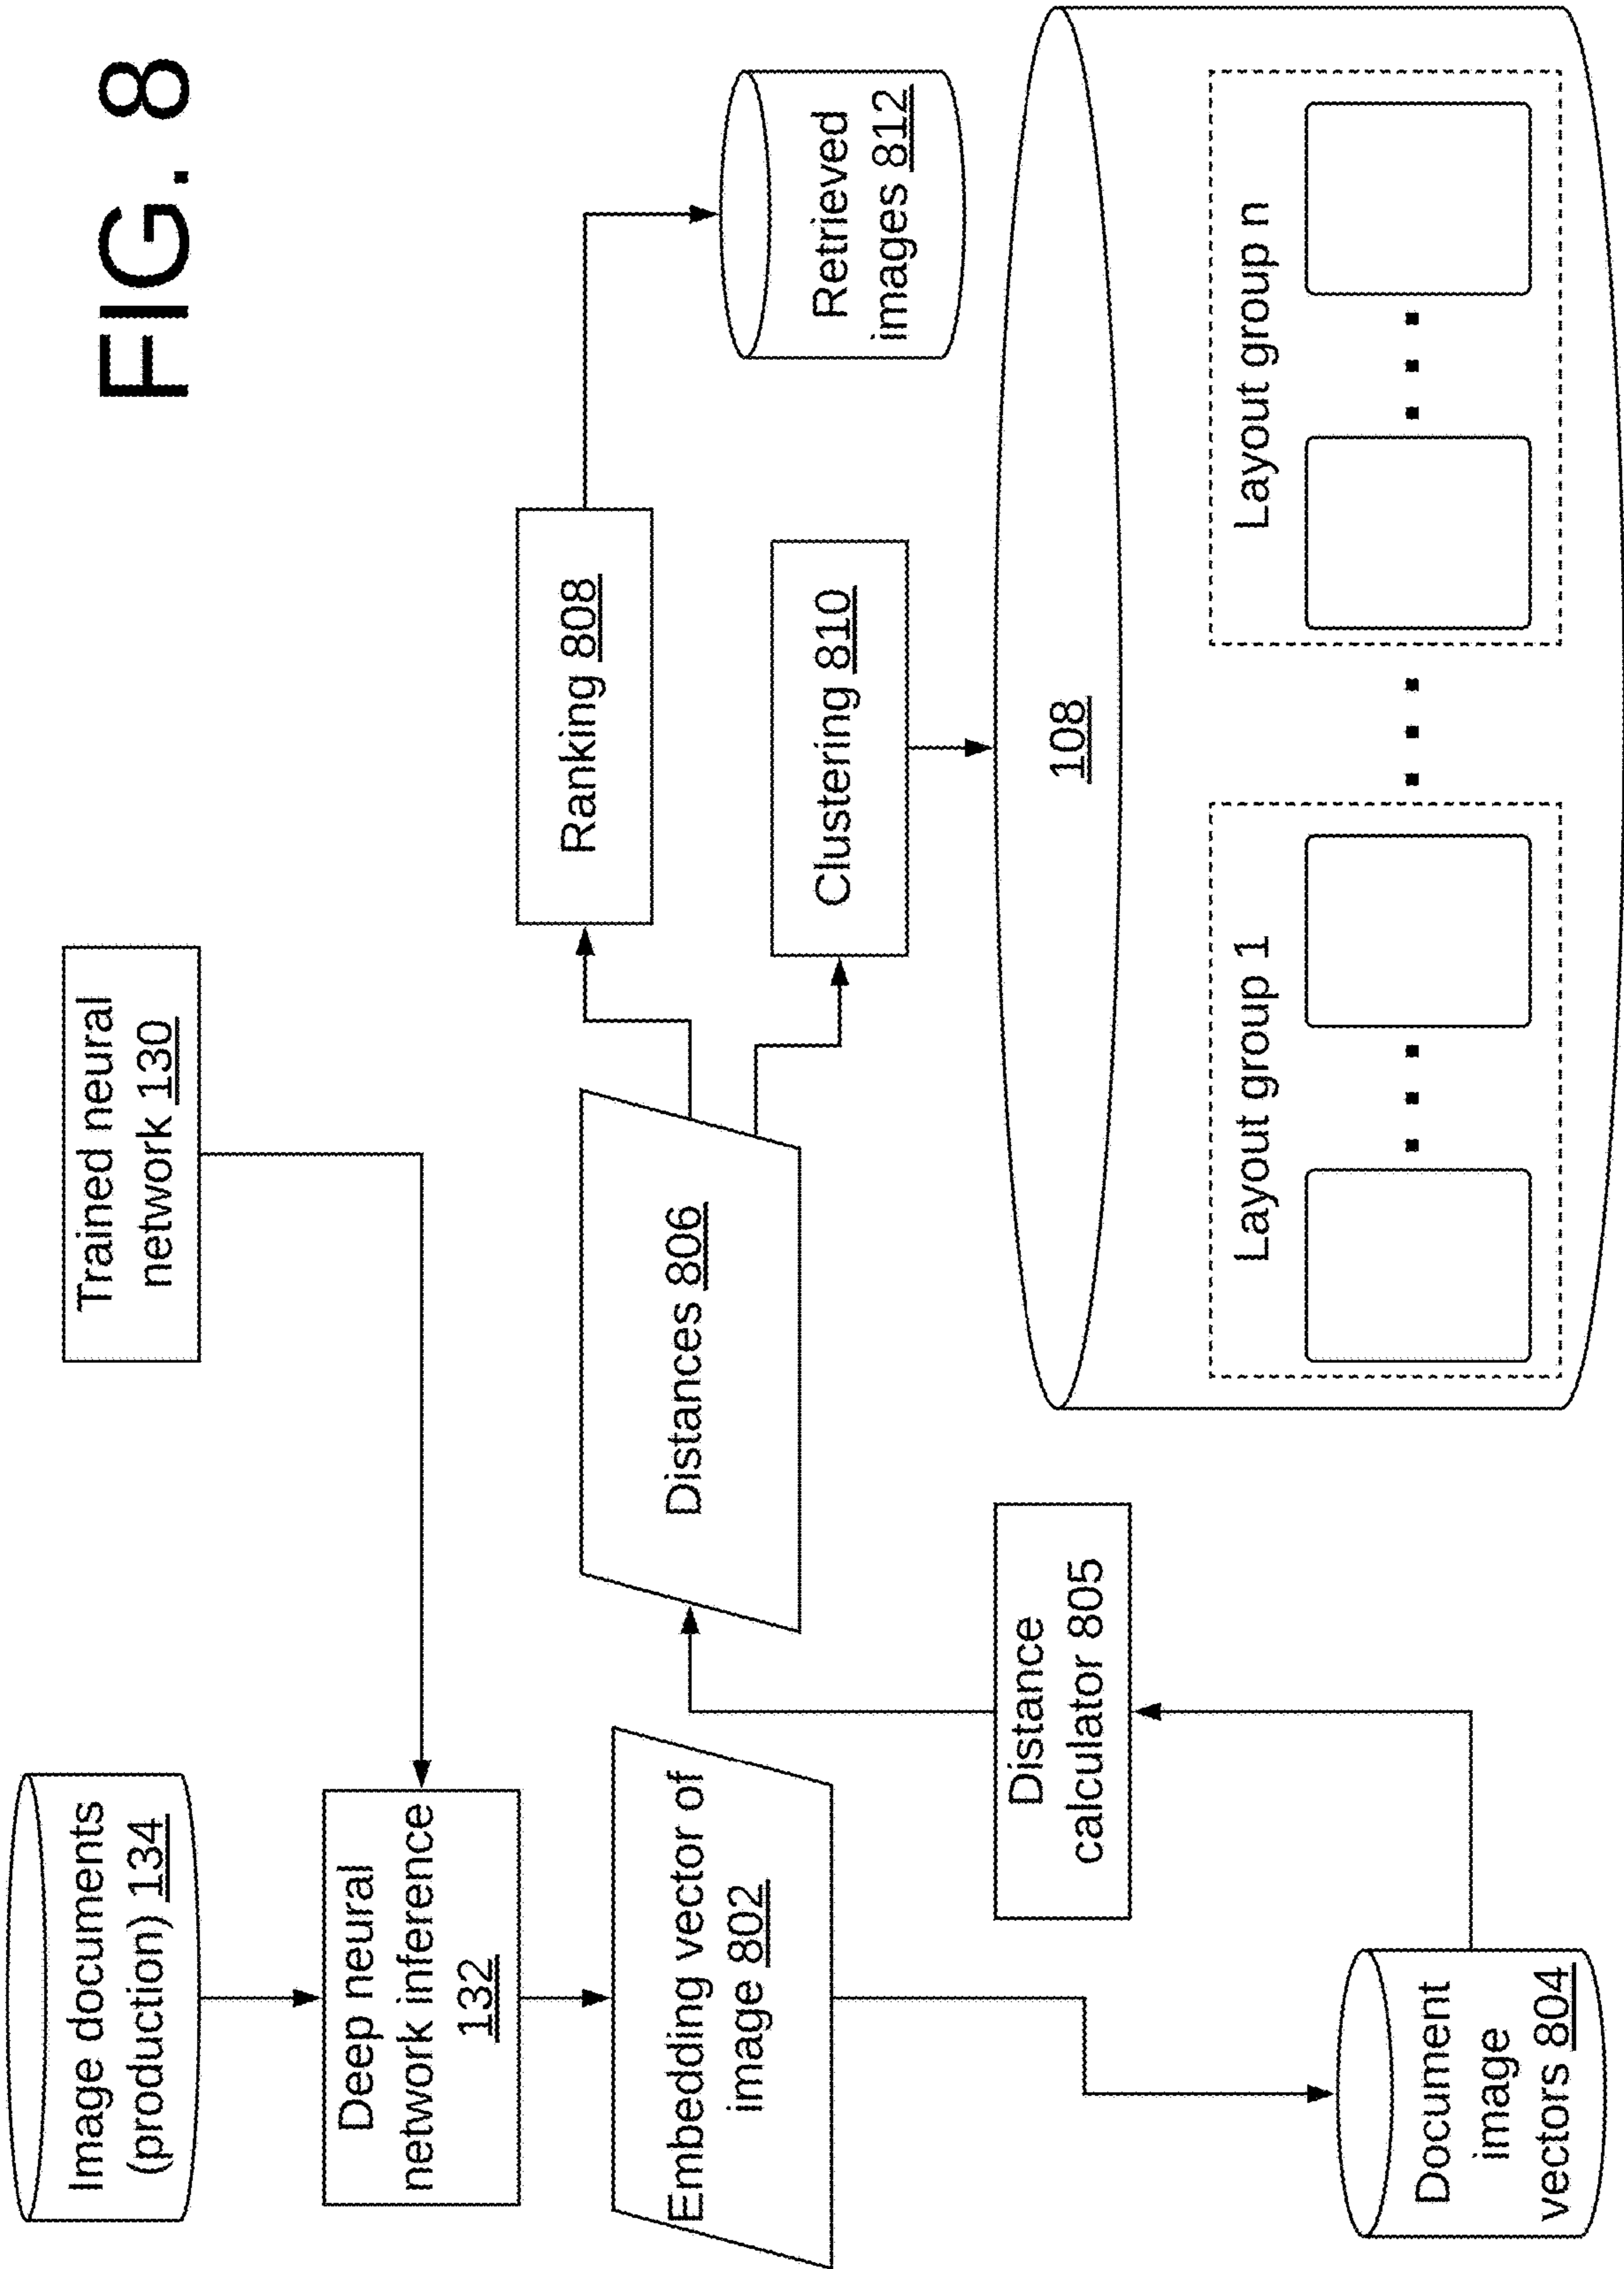 FIG. 8
Image documents
(production) 134
Trained neural
network 130
Deep neural
network inference
132
Embedding vector of
image 802
Distances 806
Ranking 808
Retrieved
images 812
Clustering 810
Distance
calculator 805
Document
image
vectors 804
108
Layout group 1
Layout group n